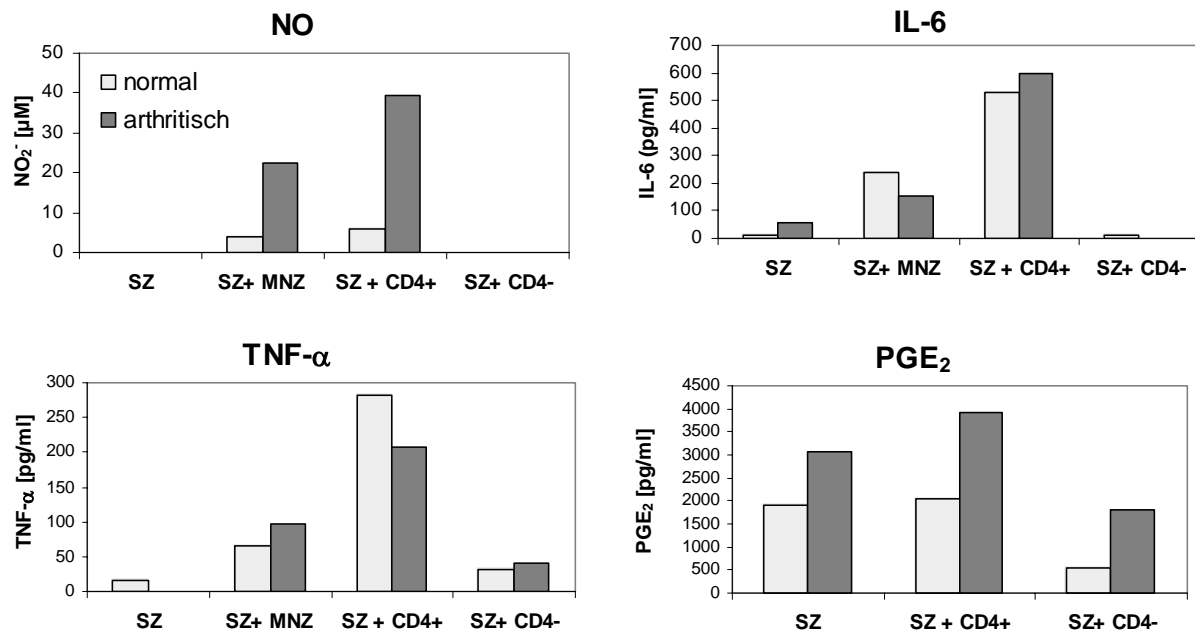 NO
NO₂⁻ [µM]
50
40
30
20
10
0
normal
arthritisch
SZ SZ+ MNZ SZ + CD4+ SZ+ CD4-
IL-6
IL-6 (pg/ml]
700
600
500
400
300
200
100
0
SZ SZ+ MNZ SZ + CD4+ SZ+ CD4-
TNF-α
TNF-α [pg/ml]
300
250
200
150
100
50
0
SZ SZ+ MNZ SZ + CD4+ SZ+ CD4-
PGE₂
PGE₂ [pg/ml]
4500
4000
3500
3000
2500
2000
1500
1000
500
0
SZ SZ + CD4+ SZ+ CD4-